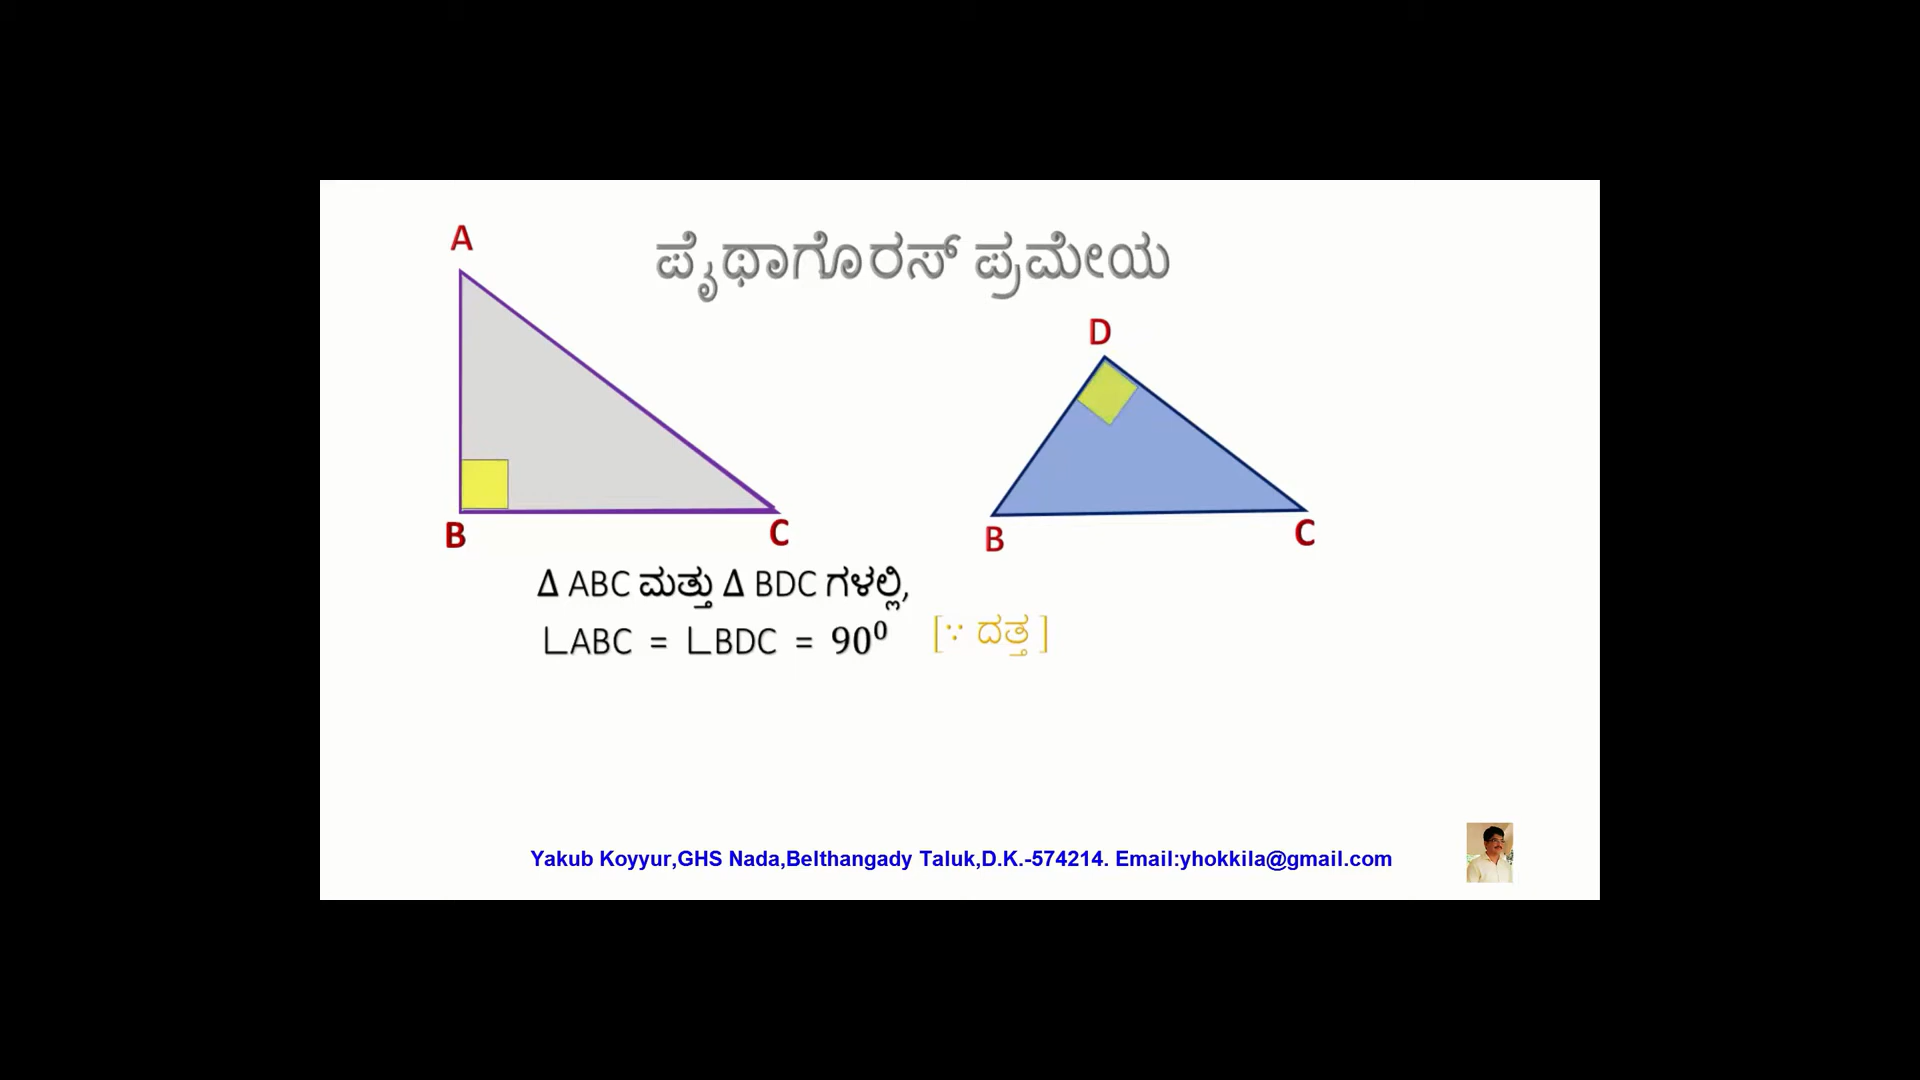 A
ಪೈಥಾಗೊರಸ್ ಪ್ರಮೇಯ
D
B
C
B
C
Δ ABC ಮತ್ತು Δ BDC ಗಳಲ್ಲಿ,
∟ABC = ∟BDC = 90⁰ [∵ ದತ್ತ ]
Yakub Koyyur,GHS Nada,Belthangady Taluk,D.K.-574214. Email:yhokkila@gmail.com